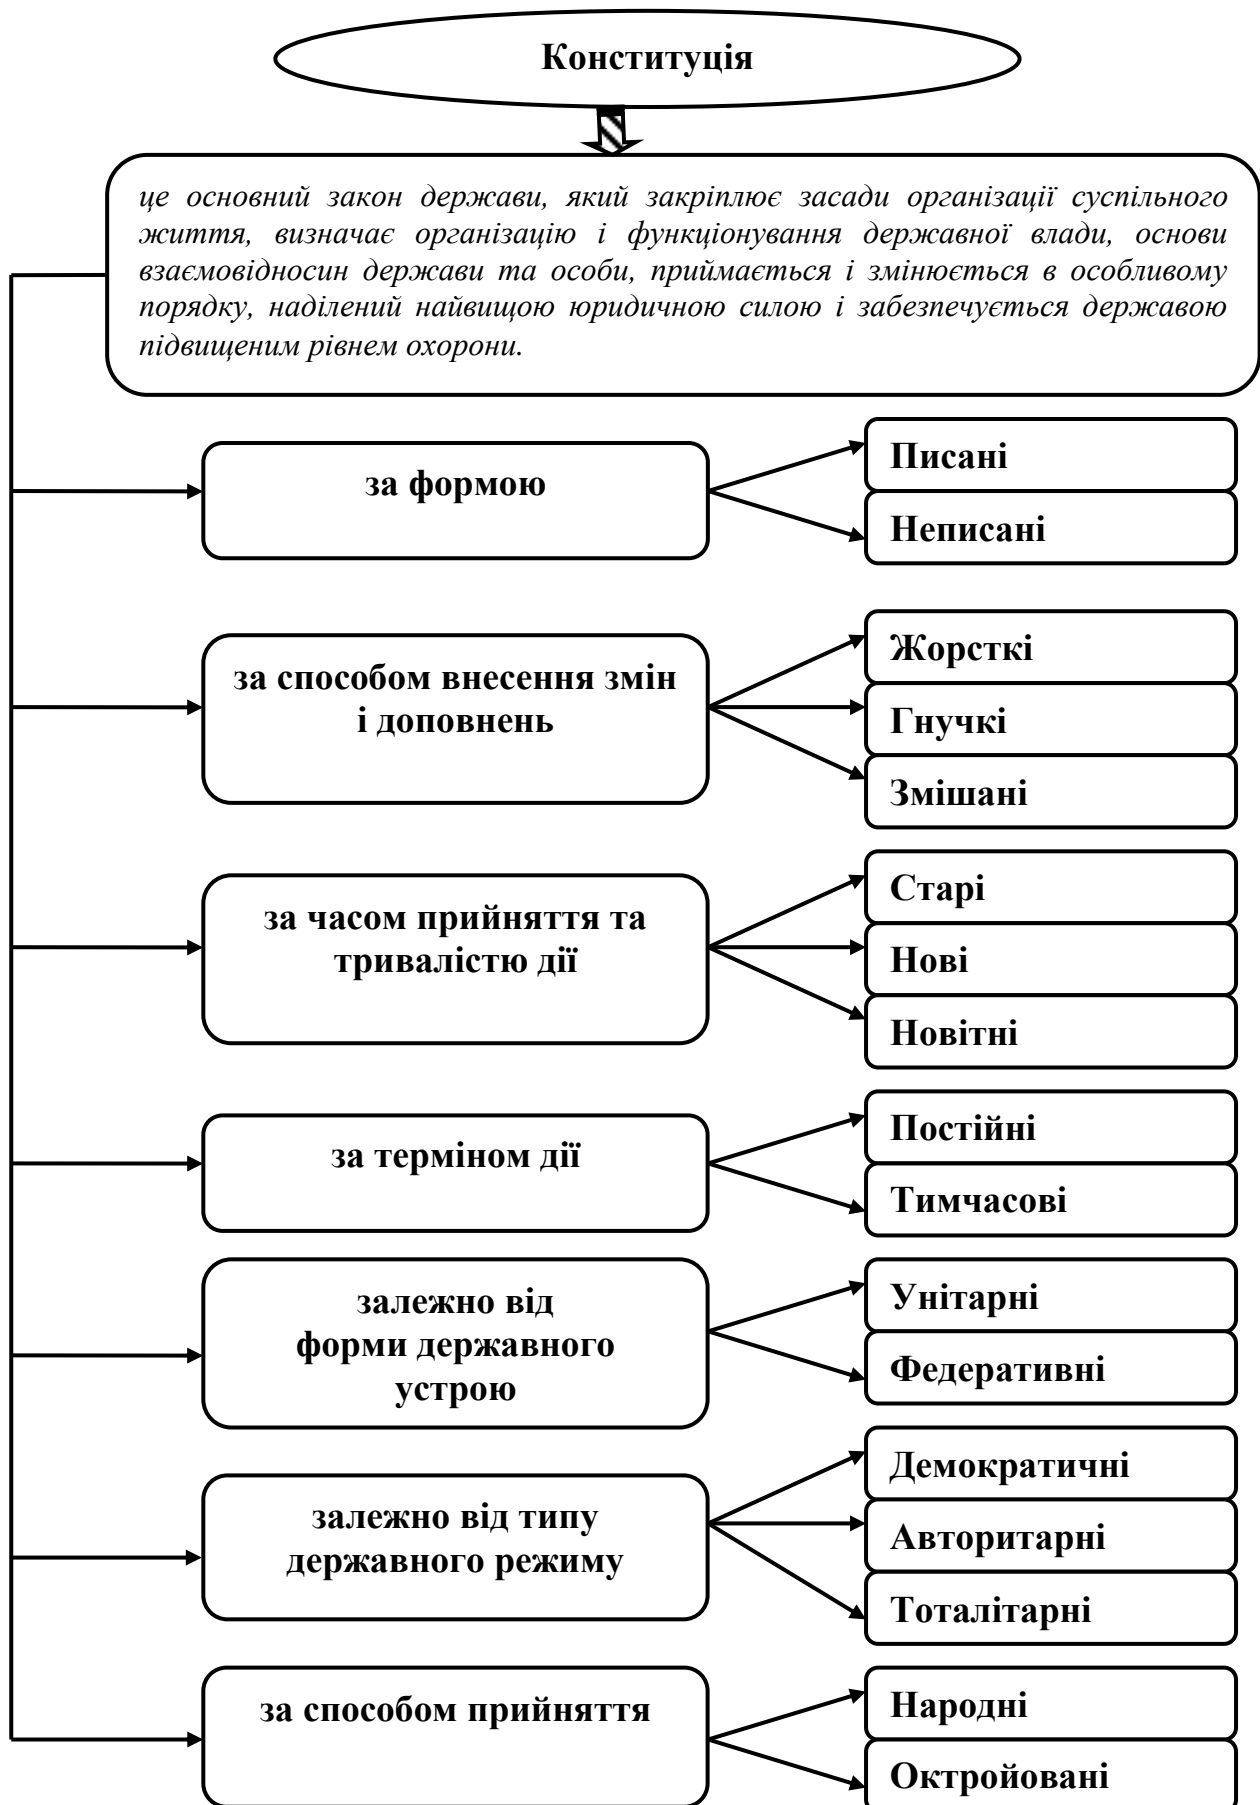 Конституція
це основний закон держави, який закріплює засади організації суспільного
життя, визначає організацію і функціонування державної влади, основи
взаємовідносин держави та особи, приймається і змінюється в особливому
порядку, наділений найвищою юридичною силою і забезпечується державою
підвищеним рівнем охорони.
за формою
Писані
Неписані
за способом внесення змін
і доповнень
Жорсткі
Гнучкі
Змішані
за часом прийняття та
тривалістю дії
Старі
Нові
Новітні
за терміном дії
Постійні
Тимчасові
залежно від
форми державного
устрою
Унітарні
Федеративні
залежно від типу
державного режиму
Демократичні
Авторитарні
Тоталітарні
за способом прийняття
Народні
Октройовані